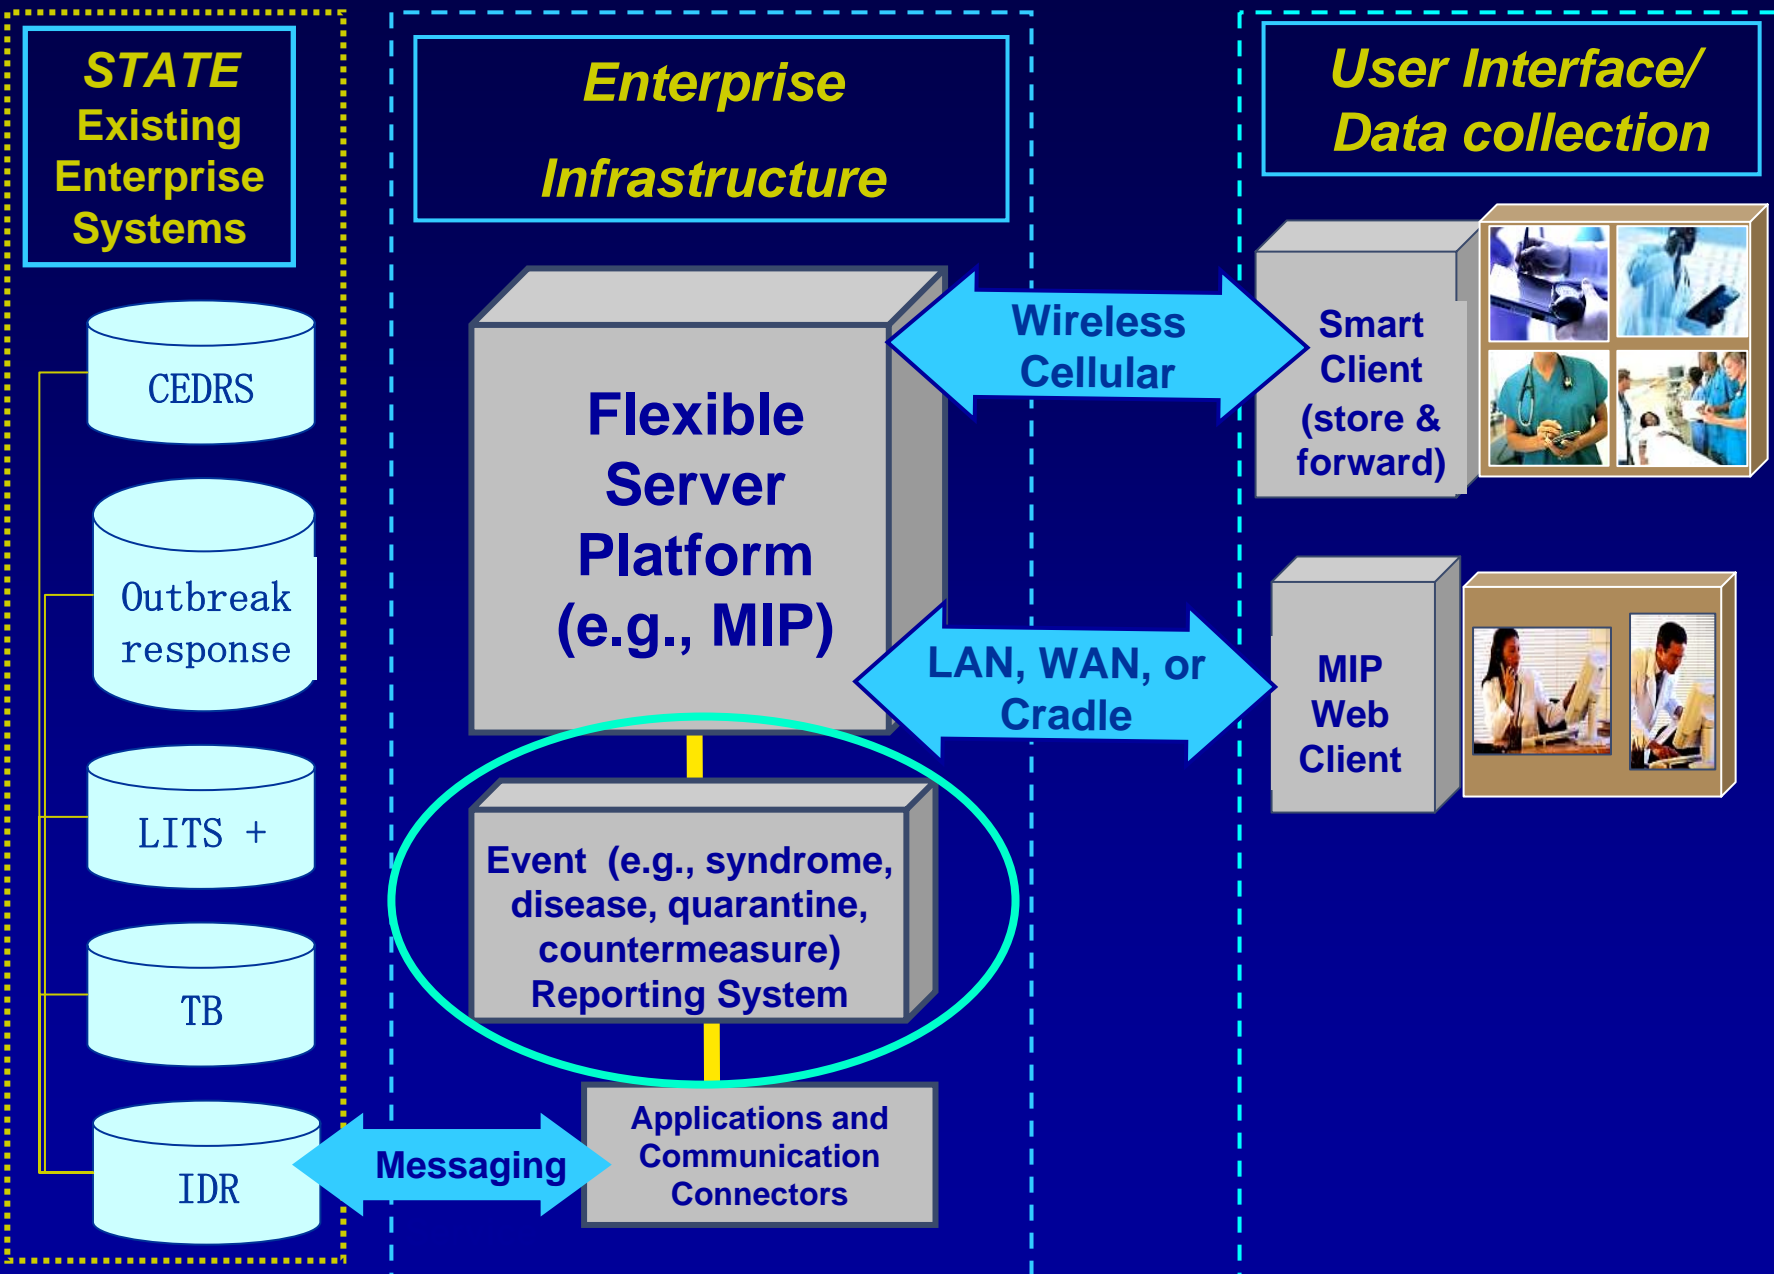 STATE
Existing
Enterprise
Systems
CEDRS
Outbreak
response
LITS +
TB
IDR
Enterprise
Infrastructure
Flexible
Server
Platform
(e.g., MIP)
Event  (e.g., syndrome,
disease, quarantine,
countermeasure)
Reporting System
Applications and
Communication
Connectors
Messaging
Wireless
Cellular
LAN, WAN, or
Cradle
User Interface/
Data collection
Smart
Client
(store &
forward)
MIP
Web
Client